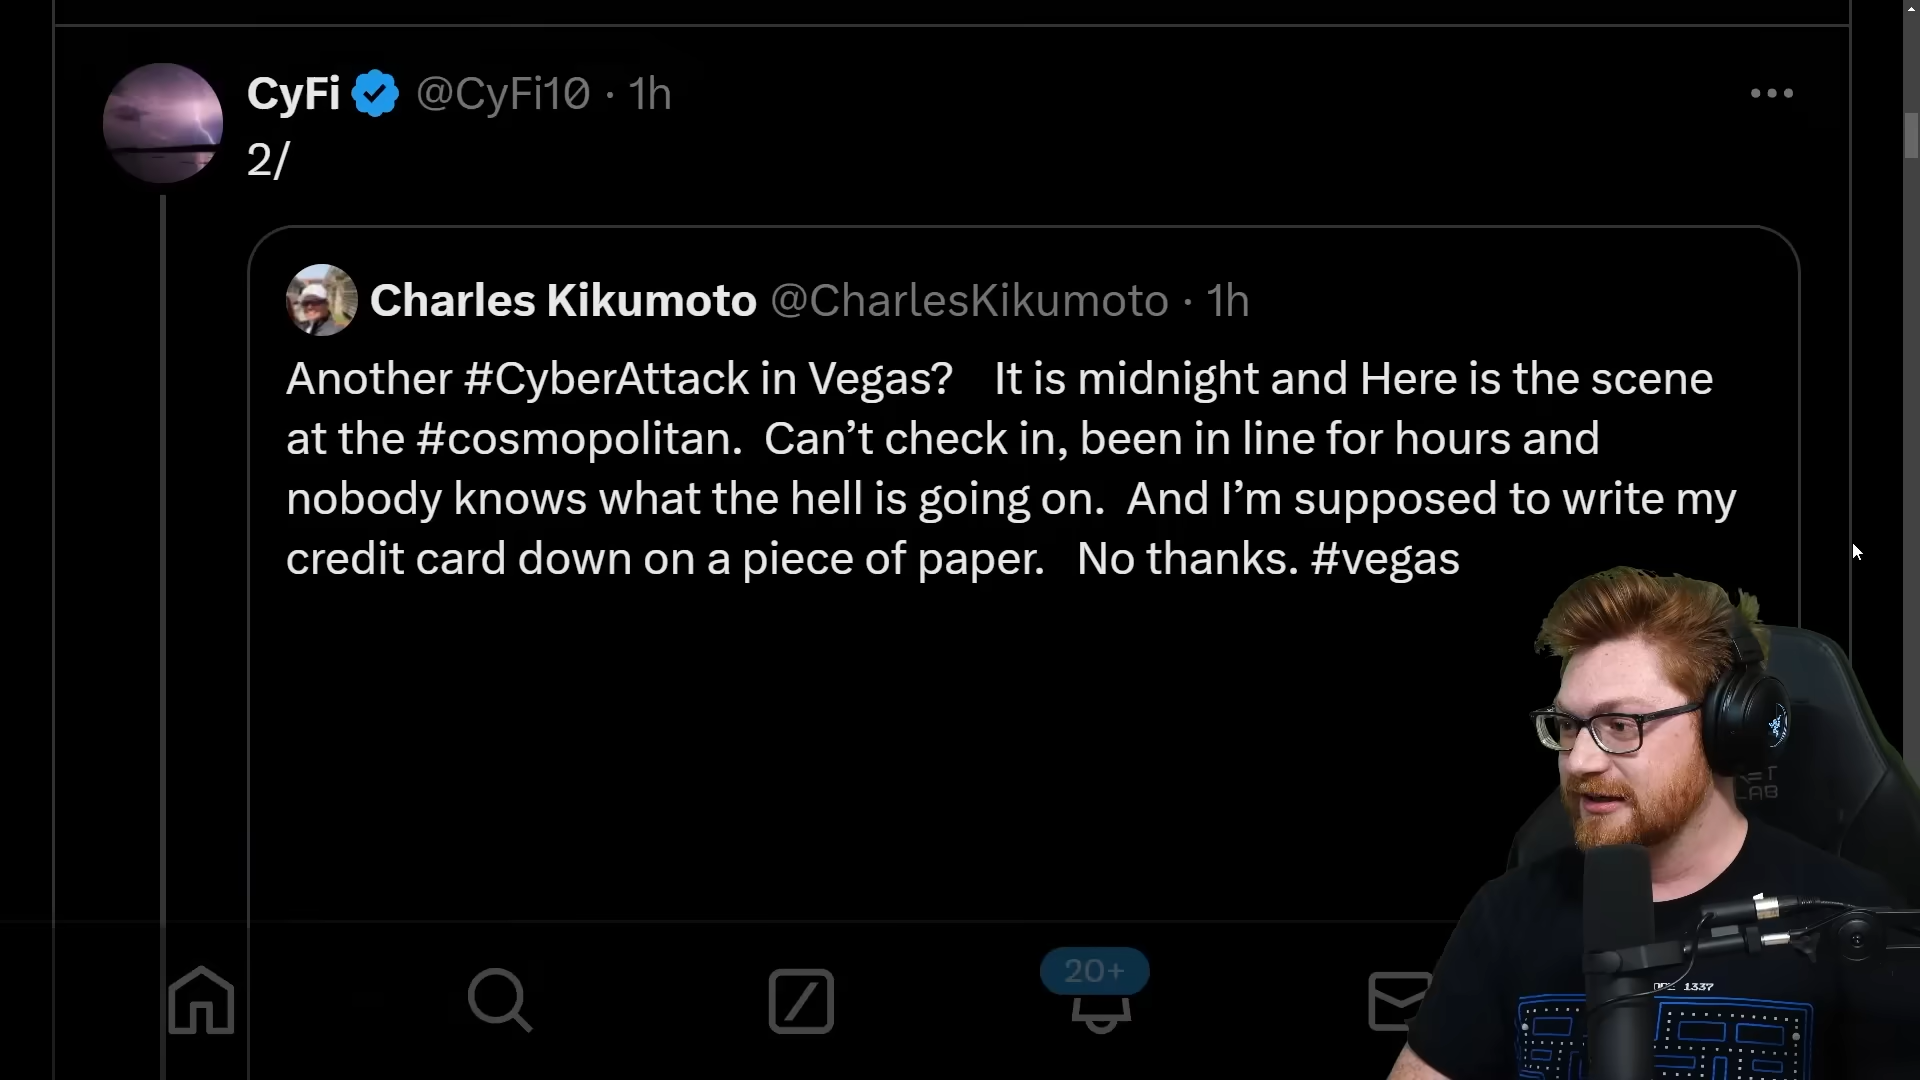 CyFi @CyFi10 · 1h
2/
Charles Kikumoto @CharlesKikumoto · 1h
Another #CyberAttack in Vegas? It is midnight and Here is the scene
at the #cosmopolitan. Can’t check in, been in line for hours and
nobody knows what the hell is going on. And I’m supposed to write my
credit card down on a piece of paper. No thanks. #vegas
20+
LAB
1337